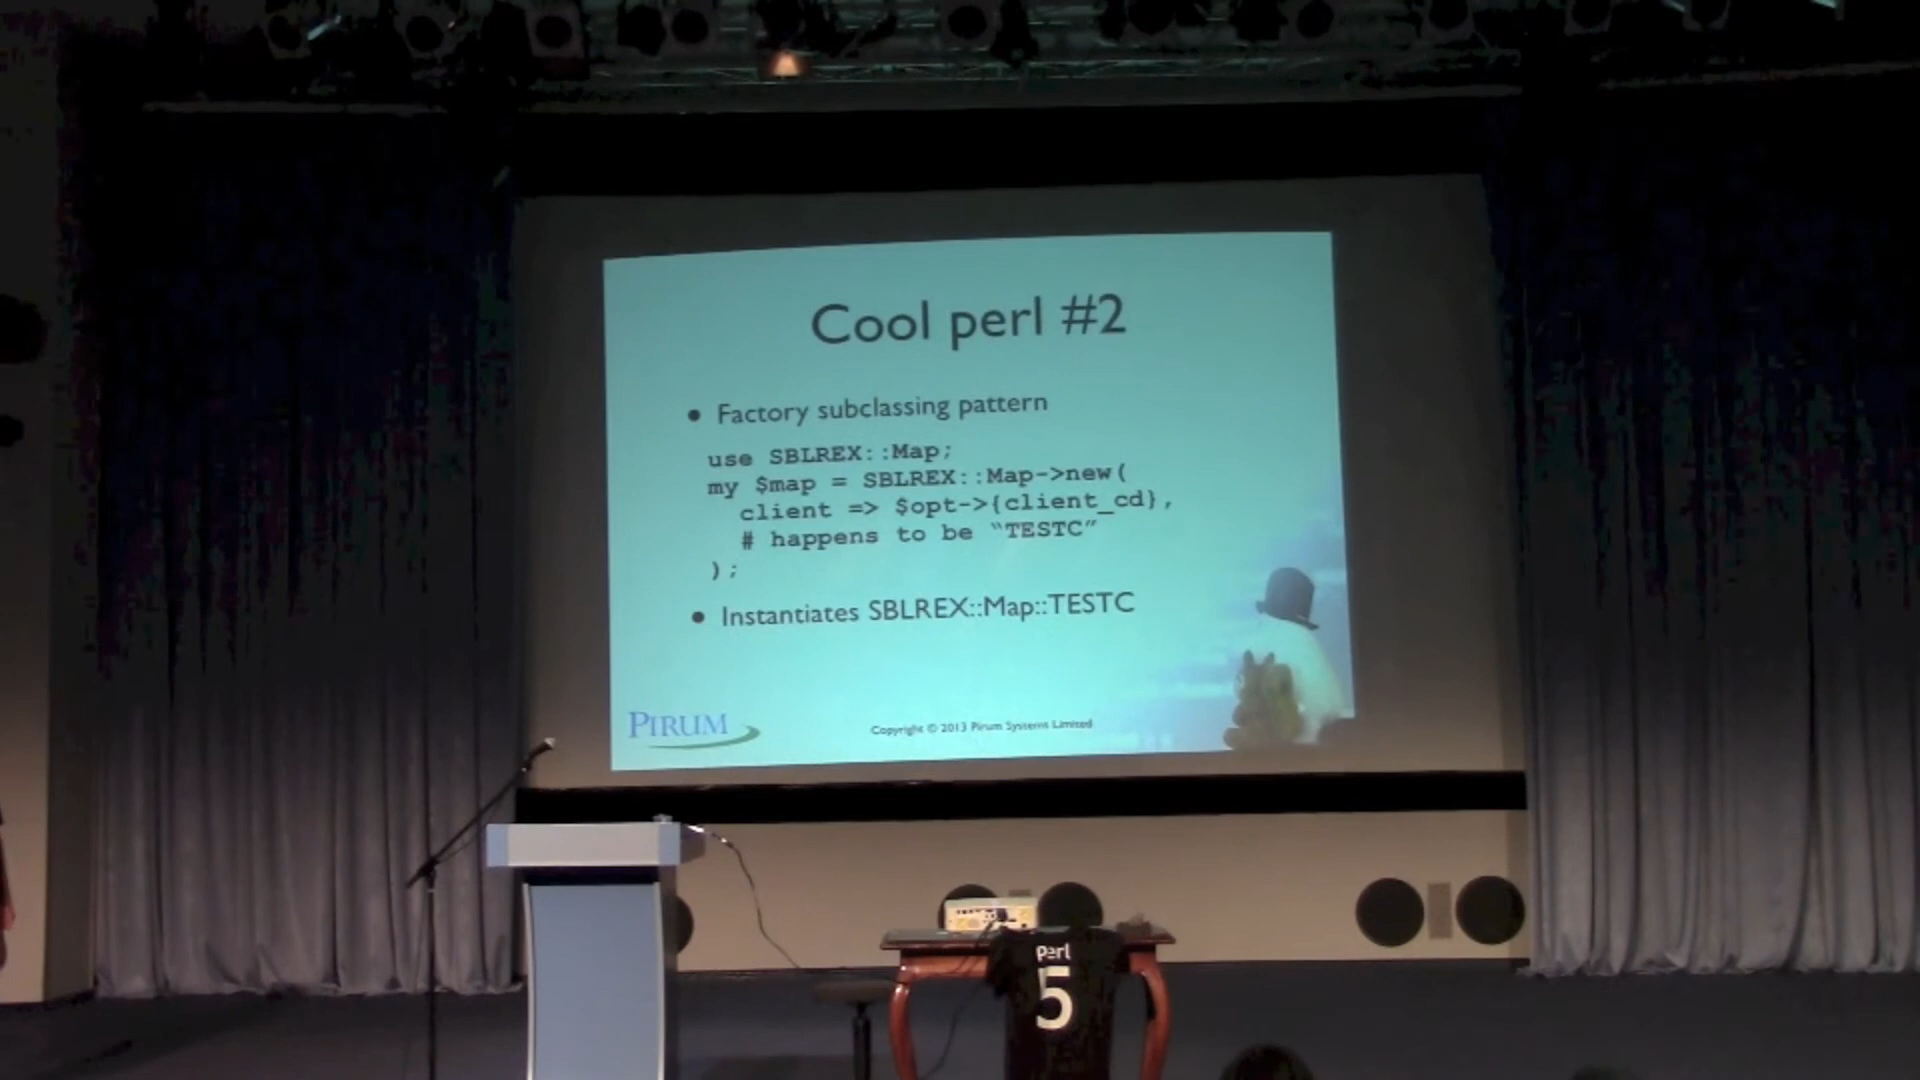 Cool perl #2
• Factory subclassing pattern
use SBLREX::Map;
my $map = SBLREX::Map->new(
client => $opt->{client_cd},
# happens to be “TESTC”
);
• Instantiates SBLREX::Map::TESTC
PIRUM
Copyright © 2013 Pirum Systems Limited
perl
5